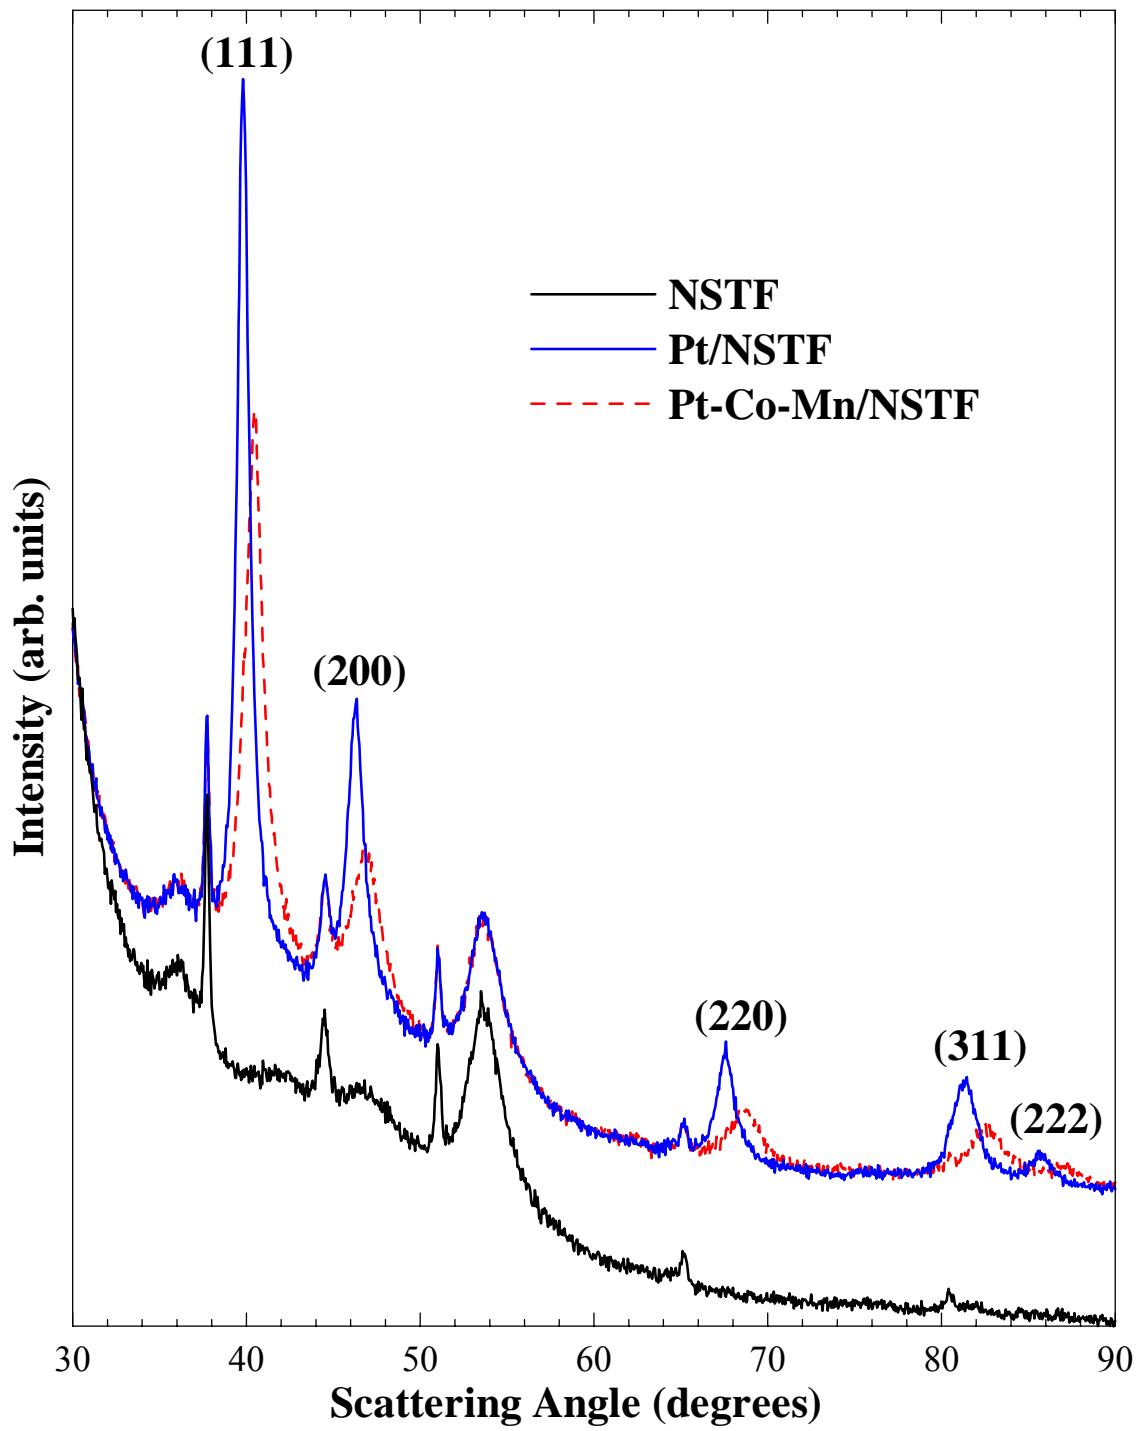 (111)
NSTF
Pt/NSTF
Pt-Co-Mn/NSTF
(200)
(220)
(311)
(222)
Intensity (arb. units)
30 40 50 60 70 80 90
Scattering Angle (degrees)